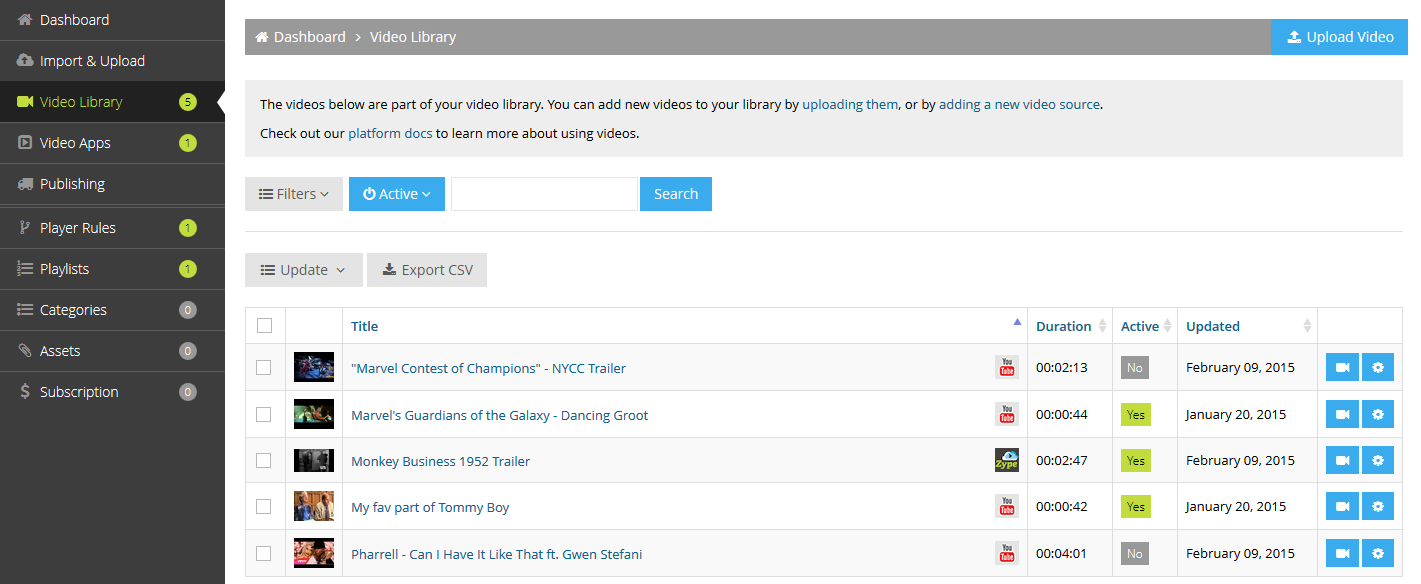 Dashboard
Import & Upload
Video Library 5
Video Apps 1
Publishing
Player Rules 1
Playlists 1
Categories 0
Assets 0
Subscription 0
Dashboard > Video Library Upload Video
The videos below are part of your video library. You can add new videos to your library by uploading them, or by adding a new video source.
Check out our platform docs to learn more about using videos.
Filters Active Search
Update Export CSV
Title Duration Active Updated
"Marvel Contest of Champions" - NYCC Trailer You Tube 00:02:13 No February 09, 2015
Marvel's Guardians of the Galaxy - Dancing Groot You Tube 00:00:44 Yes January 20, 2015
Monkey Business 1952 Trailer Zype 00:02:47 Yes February 09, 2015
My fav part of Tommy Boy You Tube 00:00:42 Yes January 20, 2015
Pharrell - Can I Have It Like That ft. Gwen Stefani You Tube 00:04:01 No February 09, 2015